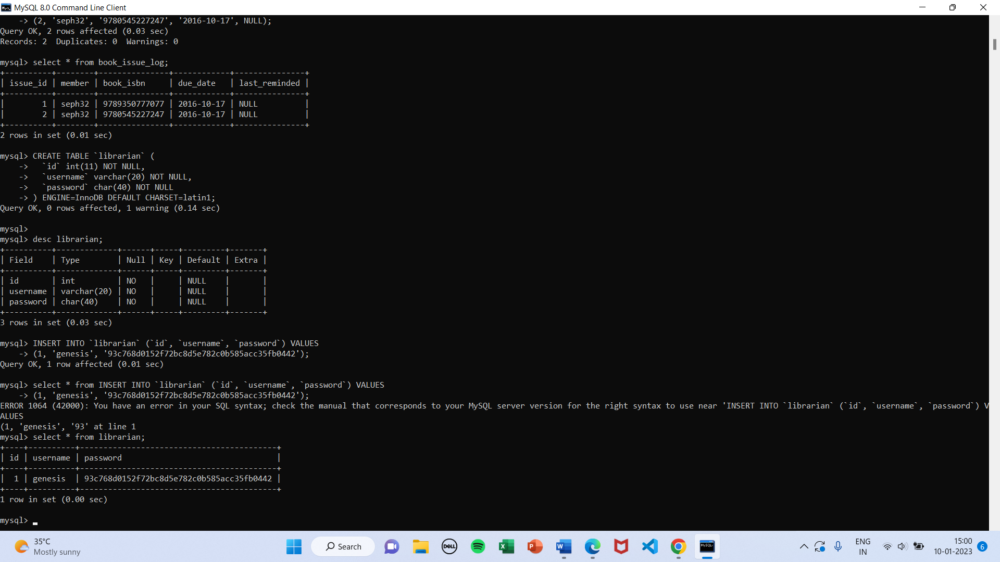 MySQL 8.0 Command Line Client
    -> (2, 'seph32', '9780545227247', '2016-10-17', NULL);
Query OK, 2 rows affected (0.03 sec)
Records: 2  Duplicates: 0  Warnings: 0
mysql> select * from book_issue_log;
+----------+--------+---------------+------------+---------------+
| issue_id | member | book_isbn     | due_date   | last_reminded |
+----------+--------+---------------+------------+---------------+
|        1 | seph32 | 9789350777077 | 2016-10-17 | NULL          |
|        2 | seph32 | 9780545227247 | 2016-10-17 | NULL          |
+----------+--------+---------------+------------+---------------+
2 rows in set (0.01 sec)
mysql> CREATE TABLE `librarian` (
    ->   `id` int(11) NOT NULL,
    ->   `username` varchar(20) NOT NULL,
    ->   `password` char(40) NOT NULL
    -> ) ENGINE=InnoDB DEFAULT CHARSET=latin1;
Query OK, 0 rows affected, 1 warning (0.14 sec)
mysql>
mysql> desc librarian;
+----------+-------------+------+-----+---------+-------+
| Field    | Type        | Null | Key | Default | Extra |
+----------+-------------+------+-----+---------+-------+
| id       | int         | NO   |     | NULL    |       |
| username | varchar(20) | NO   |     | NULL    |       |
| password | char(40)    | NO   |     | NULL    |       |
+----------+-------------+------+-----+---------+-------+
3 rows in set (0.03 sec)
mysql> INSERT INTO `librarian` (`id`, `username`, `password`) VALUES
    -> (1, 'genesis', '93c768d0152f72bc8d5e782c0b585acc35fb0442');
Query OK, 1 row affected (0.01 sec)
mysql> select * from INSERT INTO `librarian` (`id`, `username`, `password`) VALUES
    -> (1, 'genesis', '93c768d0152f72bc8d5e782c0b585acc35fb0442');
ERROR 1064 (42000): You have an error in your SQL syntax; check the manual that corresponds to your MySQL server version for the right syntax to use near 'INSERT INTO `librarian` (`id`, `username`, `password`) V
ALUES
(1, 'genesis', '93' at line 1
mysql> select * from librarian;
+----+----------+------------------------------------------+
| id | username | password                                 |
+----+----------+------------------------------------------+
|  1 | genesis  | 93c768d0152f72bc8d5e782c0b585acc35fb0442 |
+----+----------+------------------------------------------+
1 row in set (0.00 sec)
mysql>
35°C
Mostly sunny
Search
DELL
ENG
IN
15:00
10-01-2023
6